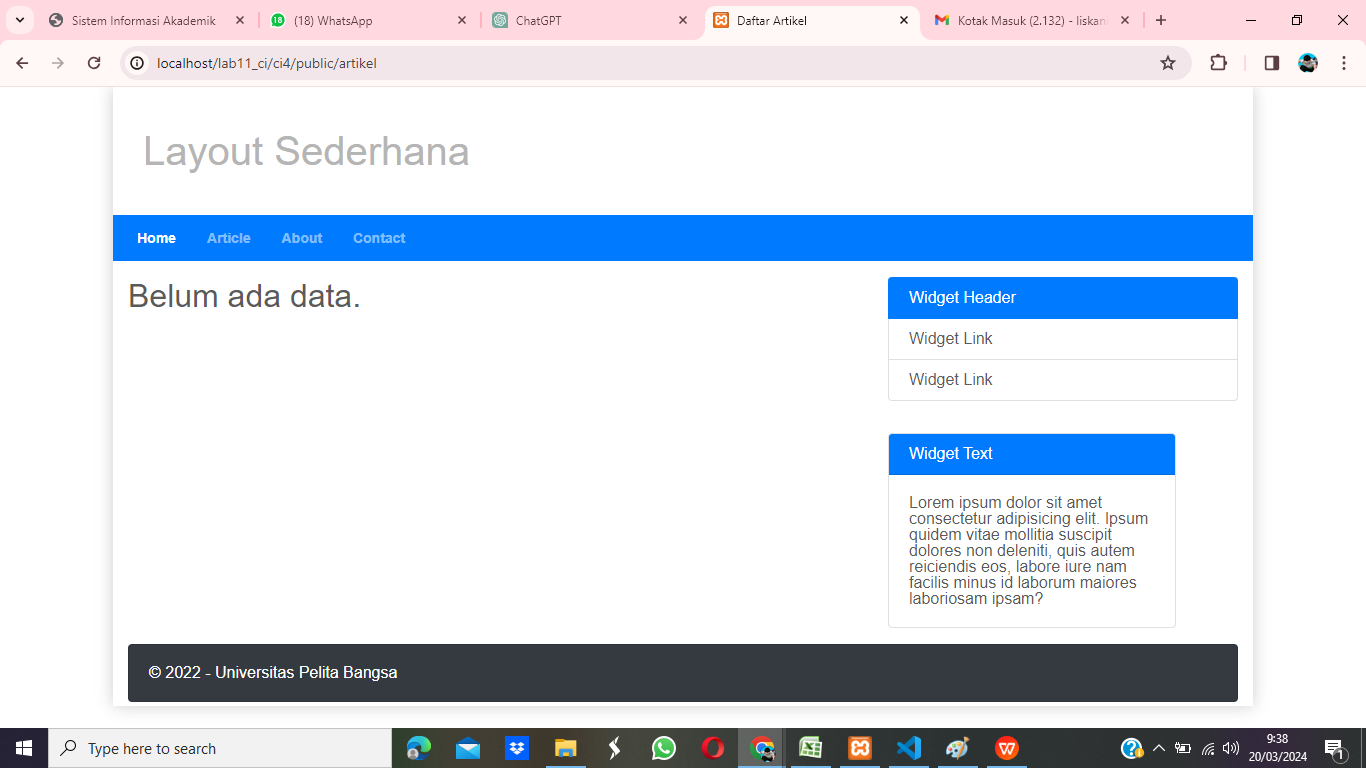 Sistem Informasi Akademik
(18) WhatsApp
ChatGPT
Daftar Artikel
Kotak Masuk (2.132) - liskani
localhost/lab11_ci/ci4/public/artikel
Layout Sederhana
Home Article About Contact
Belum ada data.
Widget Header
Widget Link
Widget Link
Widget Text
Lorem ipsum dolor sit amet
consectetur adipisicing elit. Ipsum
quidem vitae mollitia suscipit
dolores non deleniti, quis autem
reiciendis eos, labore iure nam
facilis minus id laborum maiores
laboriosam ipsam?
© 2022 - Universitas Pelita Bangsa
Type here to search
9:38
20/03/2024
1